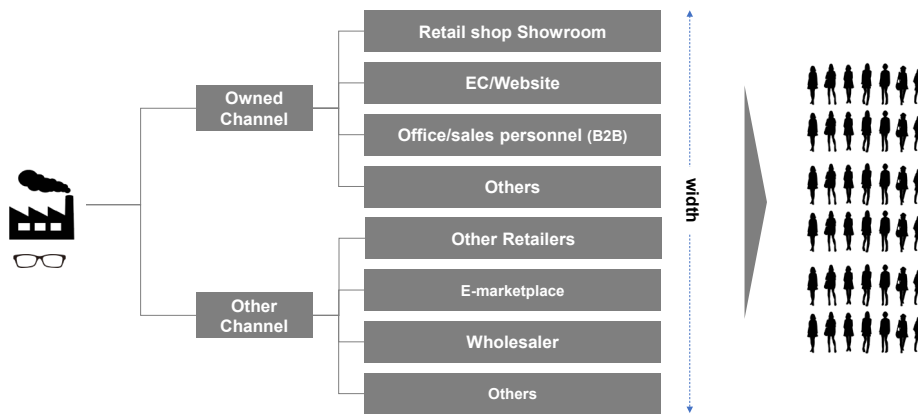 Retail shop Showroom
EC/Website
Owned
Channel
Office/sales personnel (B2B)
Others
width
Other Retailers
E-marketplace
Other
Channel
Wholesaler
Others